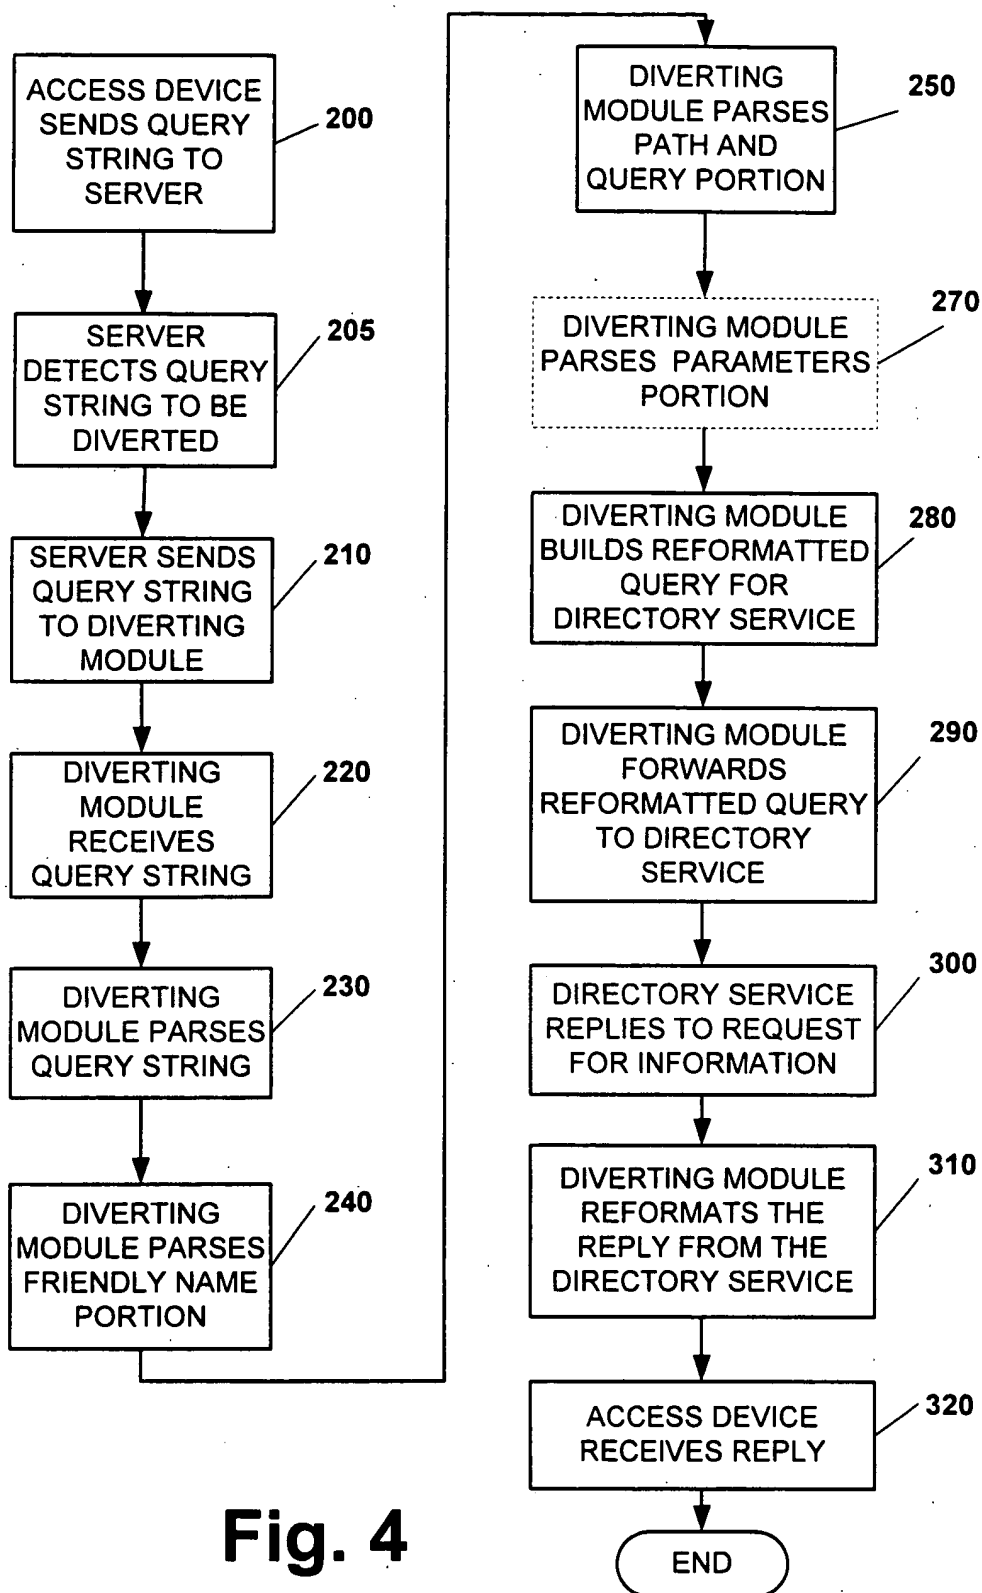 ACCESS DEVICE
SENDS QUERY
STRING TO
SERVER
200
SERVER
DETECTS QUERY
STRING TO BE
DIVERTED
205
SERVER SENDS
QUERY STRING
TO DIVERTING
MODULE
210
DIVERTING
MODULE
RECEIVES
QUERY STRING
220
DIVERTING
MODULE PARSES
QUERY STRING
230
DIVERTING
MODULE PARSES
FRIENDLY NAME
PORTION
240
DIVERTING
MODULE PARSES
PATH AND
QUERY PORTION
250
DIVERTING MODULE
PARSES PARAMETERS
PORTION
270
DIVERTING MODULE
BUILDS REFORMATTED
QUERY FOR
DIRECTORY SERVICE
280
DIVERTING MODULE
FORWARDS
REFORMATTED QUERY
TO DIRECTORY
SERVICE
290
DIRECTORY SERVICE
REPLIES TO REQUEST
FOR INFORMATION
300
DIVERTING MODULE
REFORMATS THE
REPLY FROM THE
DIRECTORY SERVICE
310
ACCESS DEVICE
RECEIVES REPLY
320
END
Fig. 4